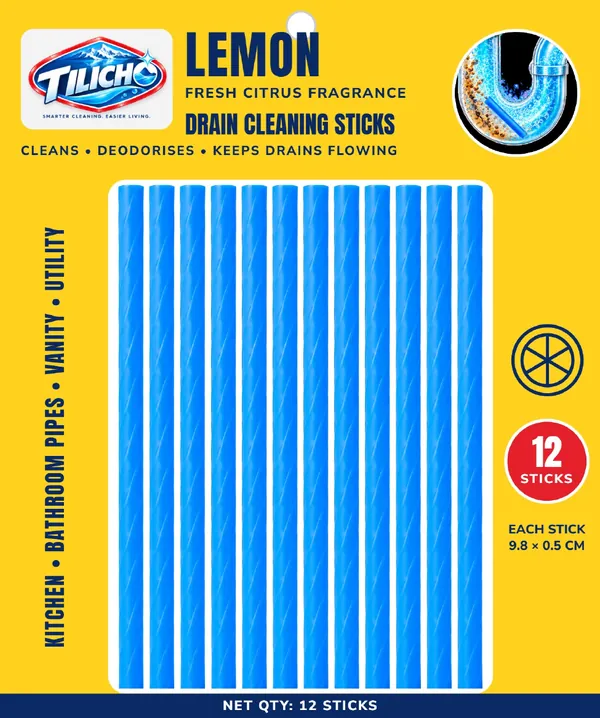 TILICHO
SMARTER CLEANING. EASIER LIVING.
LEMON
FRESH CITRUS FRAGRANCE
DRAIN CLEANING STICKS
CLEANS • DEODORISES • KEEPS DRAINS FLOWING
KITCHEN • BATHROOM PIPES • VANITY • UTILITY
12
STICKS
EACH STICK
9.8 × 0.5 CM
NET QTY: 12 STICKS